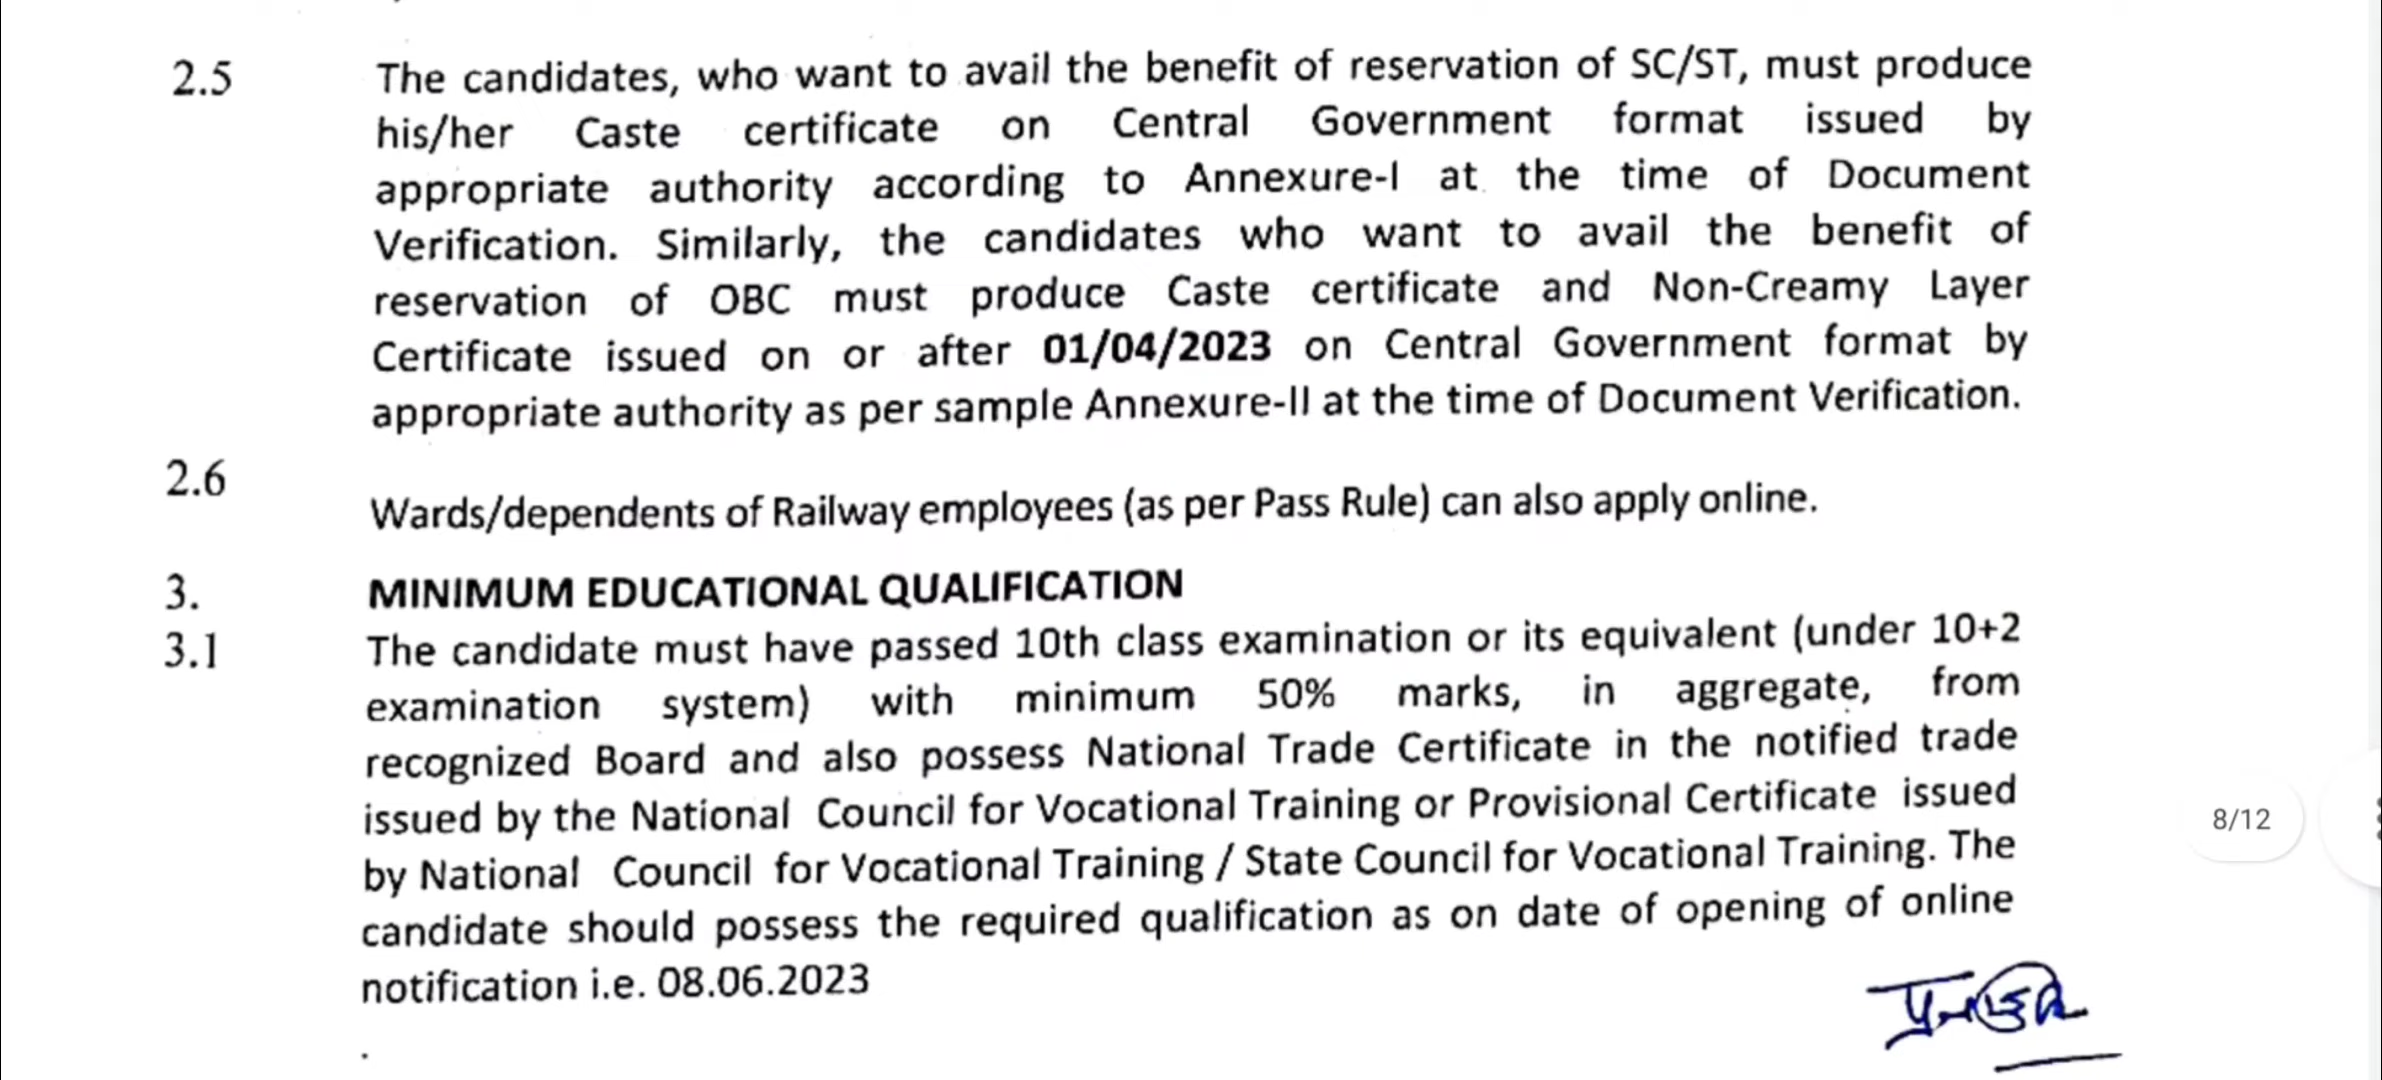 2.5 The candidates, who want to avail the benefit of reservation of SC/ST, must produce
his/her Caste certificate on Central Government format issued by
appropriate authority according to Annexure-I at the time of Document
Verification. Similarly, the candidates who want to avail the benefit of
reservation of OBC must produce Caste certificate and Non-Creamy Layer
Certificate issued on or after 01/04/2023 on Central Government format by
appropriate authority as per sample Annexure-II at the time of Document Verification.
2.6
Wards/dependents of Railway employees (as per Pass Rule) can also apply online.
3. MINIMUM EDUCATIONAL QUALIFICATION
3.1 The candidate must have passed 10th class examination or its equivalent (under 10+2
examination system) with minimum 50% marks, in aggregate, from
recognized Board and also possess National Trade Certificate in the notified trade
issued by the National Council for Vocational Training or Provisional Certificate issued
8/12
by National Council for Vocational Training / State Council for Vocational Training. The
candidate should possess the required qualification as on date of opening of online
notification i.e. 08.06.2023